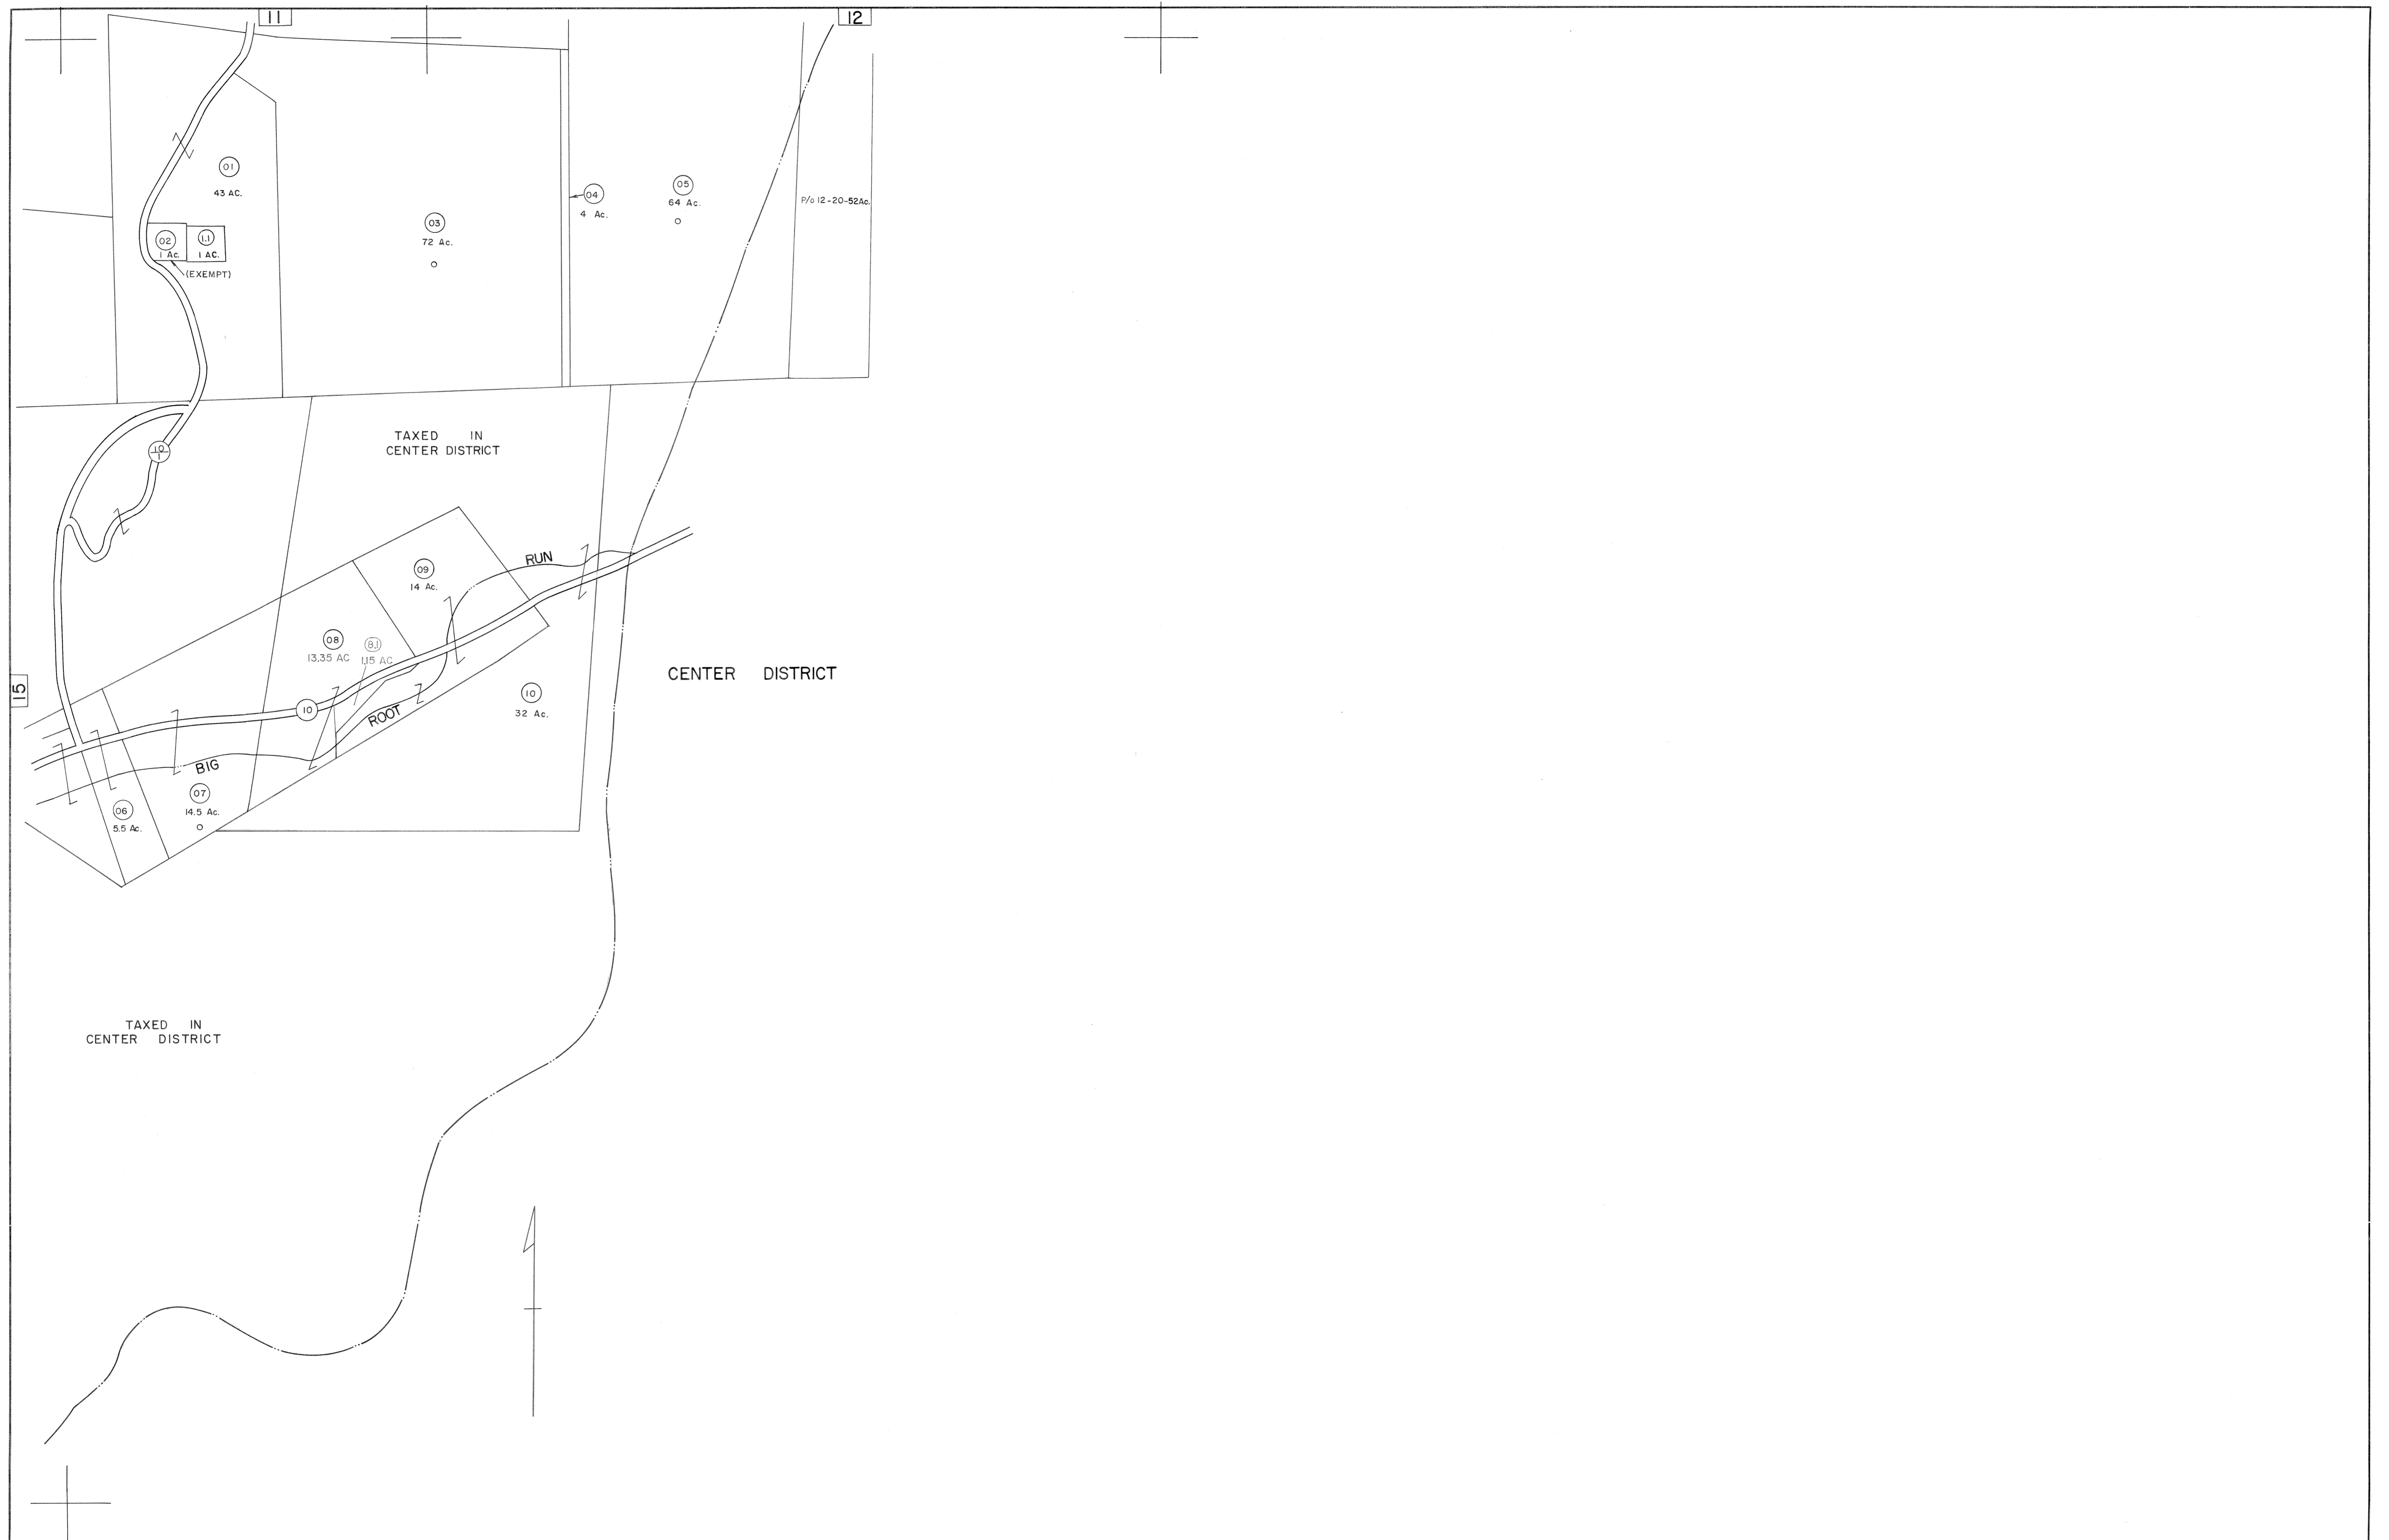 11
12
01
43 AC.
02
1 Ac.
1.1
1 AC.
(EXEMPT)
03
72 Ac.
04
4 Ac.
05
64 Ac.
P/o 12-20-52Ac.
10
1
TAXED IN
CENTER DISTRICT
09
14 Ac.
RUN
08
13.35 AC
8.1
1.15 AC
CENTER DISTRICT
15
10
ROOT
10
32 Ac.
BIG
07
14.5 Ac.
06
5.5 Ac.
TAXED IN
CENTER DISTRICT